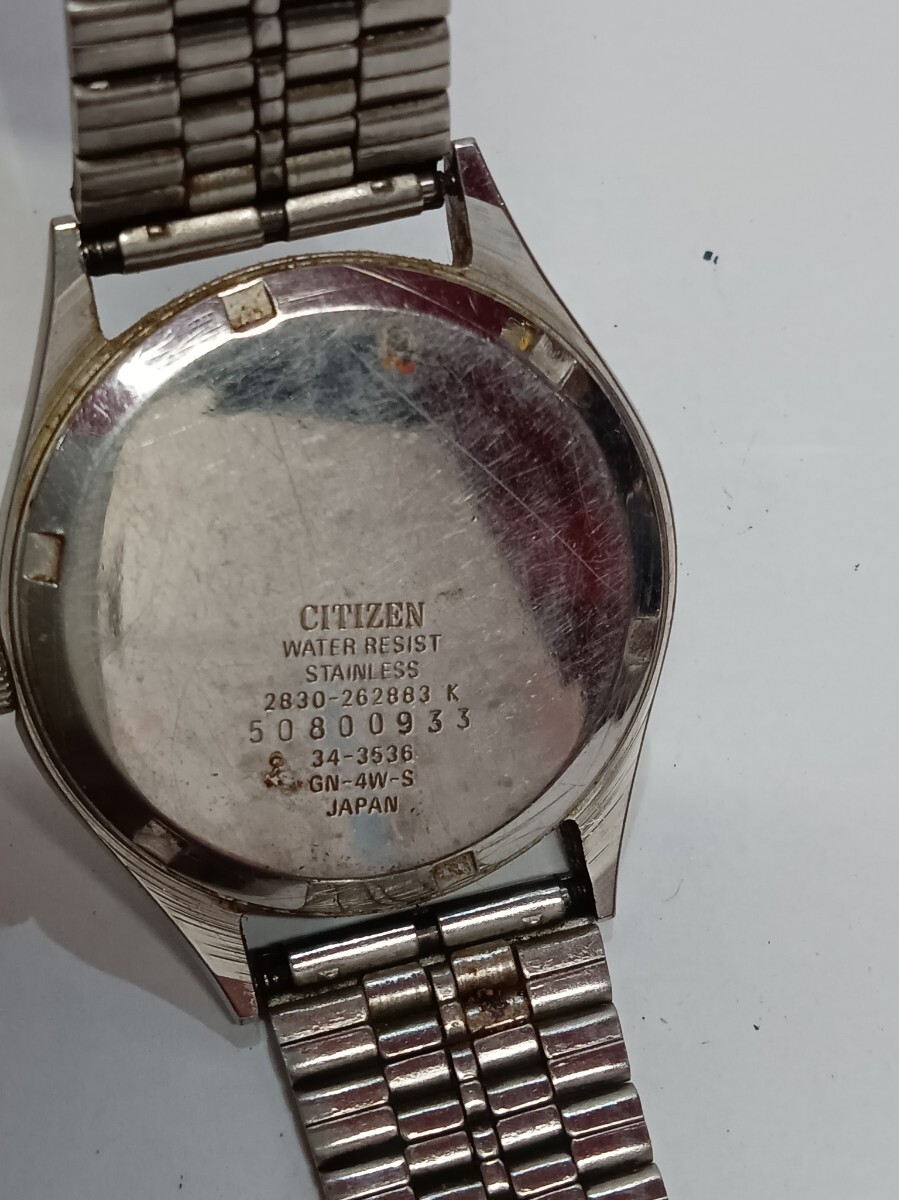 CITIZEN
WATER RESIST
STAINLESS
2830-262883 K
50800933
34-3536
GN-4W-S
JAPAN